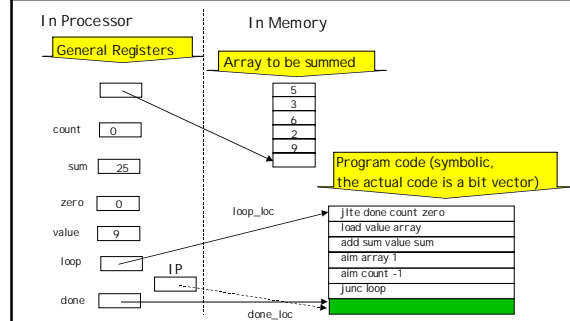 In Processor
In Memory
General Registers
Array to be summed
5
3
6
2
9
count 0
sum 25
zero 0
value 9
loop
IP
done
loop_loc
done_loc
Program code (symbolic,
the actual code is a bit vector)
jlte done count zero
load value array
add sum value sum
aim array 1
aim count -1
junc loop